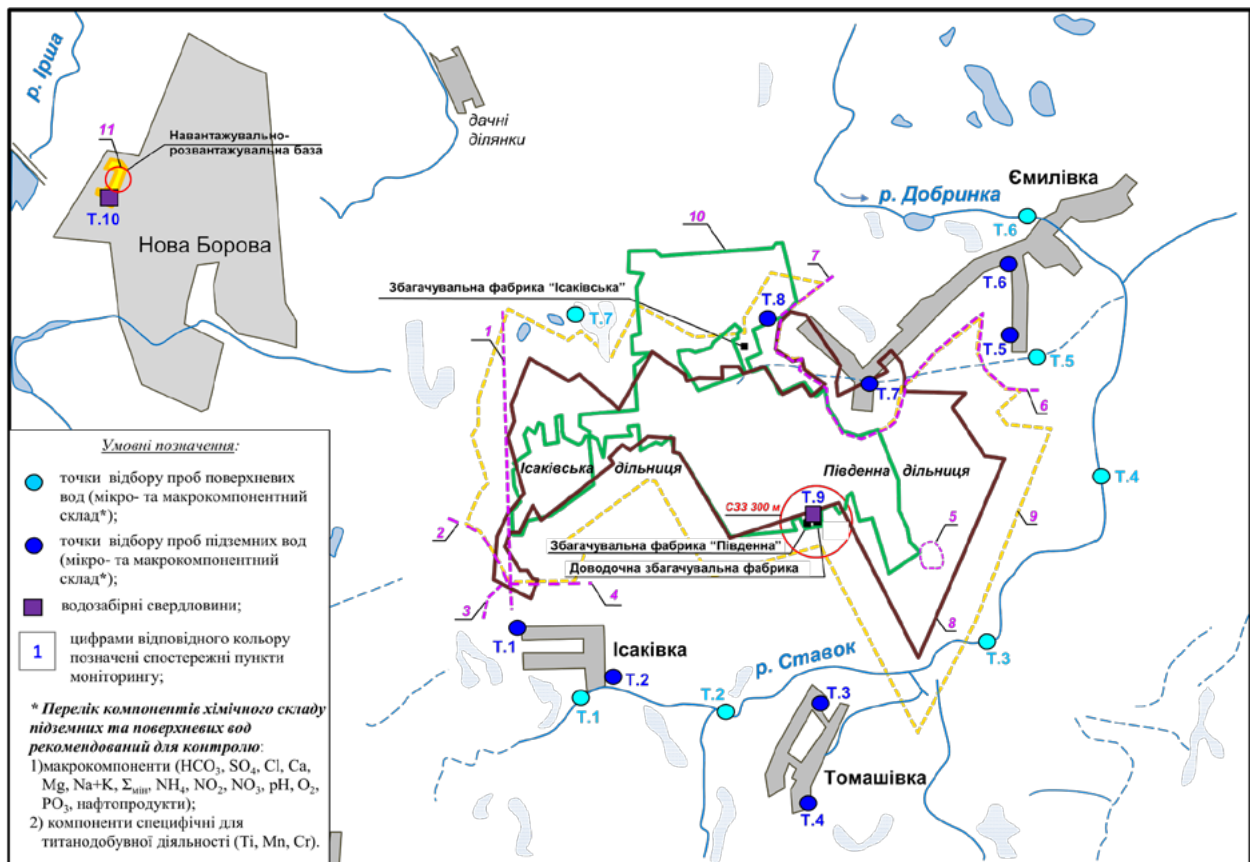 р. Ірша
11
Навантажувально-
розвантажувальна база
Т.10
Нова Борова
дачні
ділянки
р. Добринка
Ємилівка
Т.6
Т.6
10
7
Збагачувальна фабрика "Ісаківська"
Т.8
1
Т.7
Т.5
Т.5
Т.7
6
Ісаківська дільниця
Південна дільниця
Т.4
СЗЗ 300 м
Т.9
5
9
2
Збагачувальна фабрика "Південна"
Доводочна збагачувальна фабрика
3
4
8
Т.1
Ісаківка
Т.2
Т.1
р. Ставок
Т.2
Т.3
Т.3
Томашівка
Т.4
Умовні позначення:
точки відбору проб поверхневих
вод (мікро- та макрокомпонентний
склад*);
точки відбору проб підземних вод
(мікро- та макрокомпонентний
склад*);
водозабірні свердловини;
1
цифрами відповідного кольору
позначені спостережні пункти
моніторингу;
* Перелік компонентів хімічного складу
підземних та поверхневих вод
рекомендований для контролю:
1)макрокомпоненти (HCO₃, SO₄, Cl, Ca,
Mg, Na+K, Σмін, NH₄, NO₂, NO₃, pH, O₂,
PO₃, нафтопродукти);
2) компоненти специфічні для
титанодобувної діяльності (Ti, Mn, Cr).